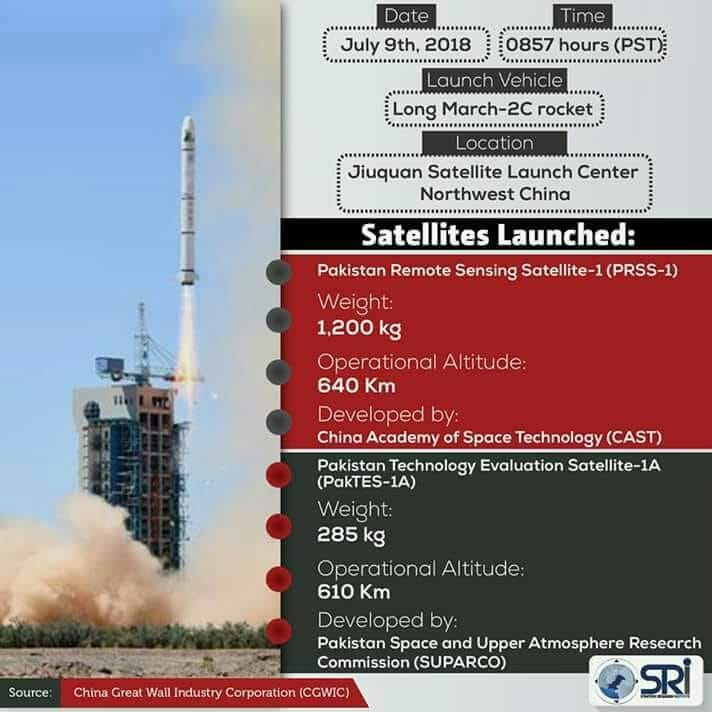 Date
Time
July 9th, 2018
0857 hours (PST)
Launch Vehicle
Long March-2C rocket
Location
Jiuquan Satellite Launch Center
Northwest China
Satellites Launched:
Pakistan Remote Sensing Satellite-1 (PRSS-1)
Weight:
1,200 kg
Operational Altitude:
640 Km
Developed by:
China Academy of Space Technology (CAST)
Pakistan Technology Evaluation Satellite-1A
(PakTES-1A)
Weight:
285 kg
Operational Altitude:
610 Km
Developed by:
Pakistan Space and Upper Atmosphere Research
Commission (SUPARCO)
Source:
China Great Wall Industry Corporation (CGWIC)
SRI